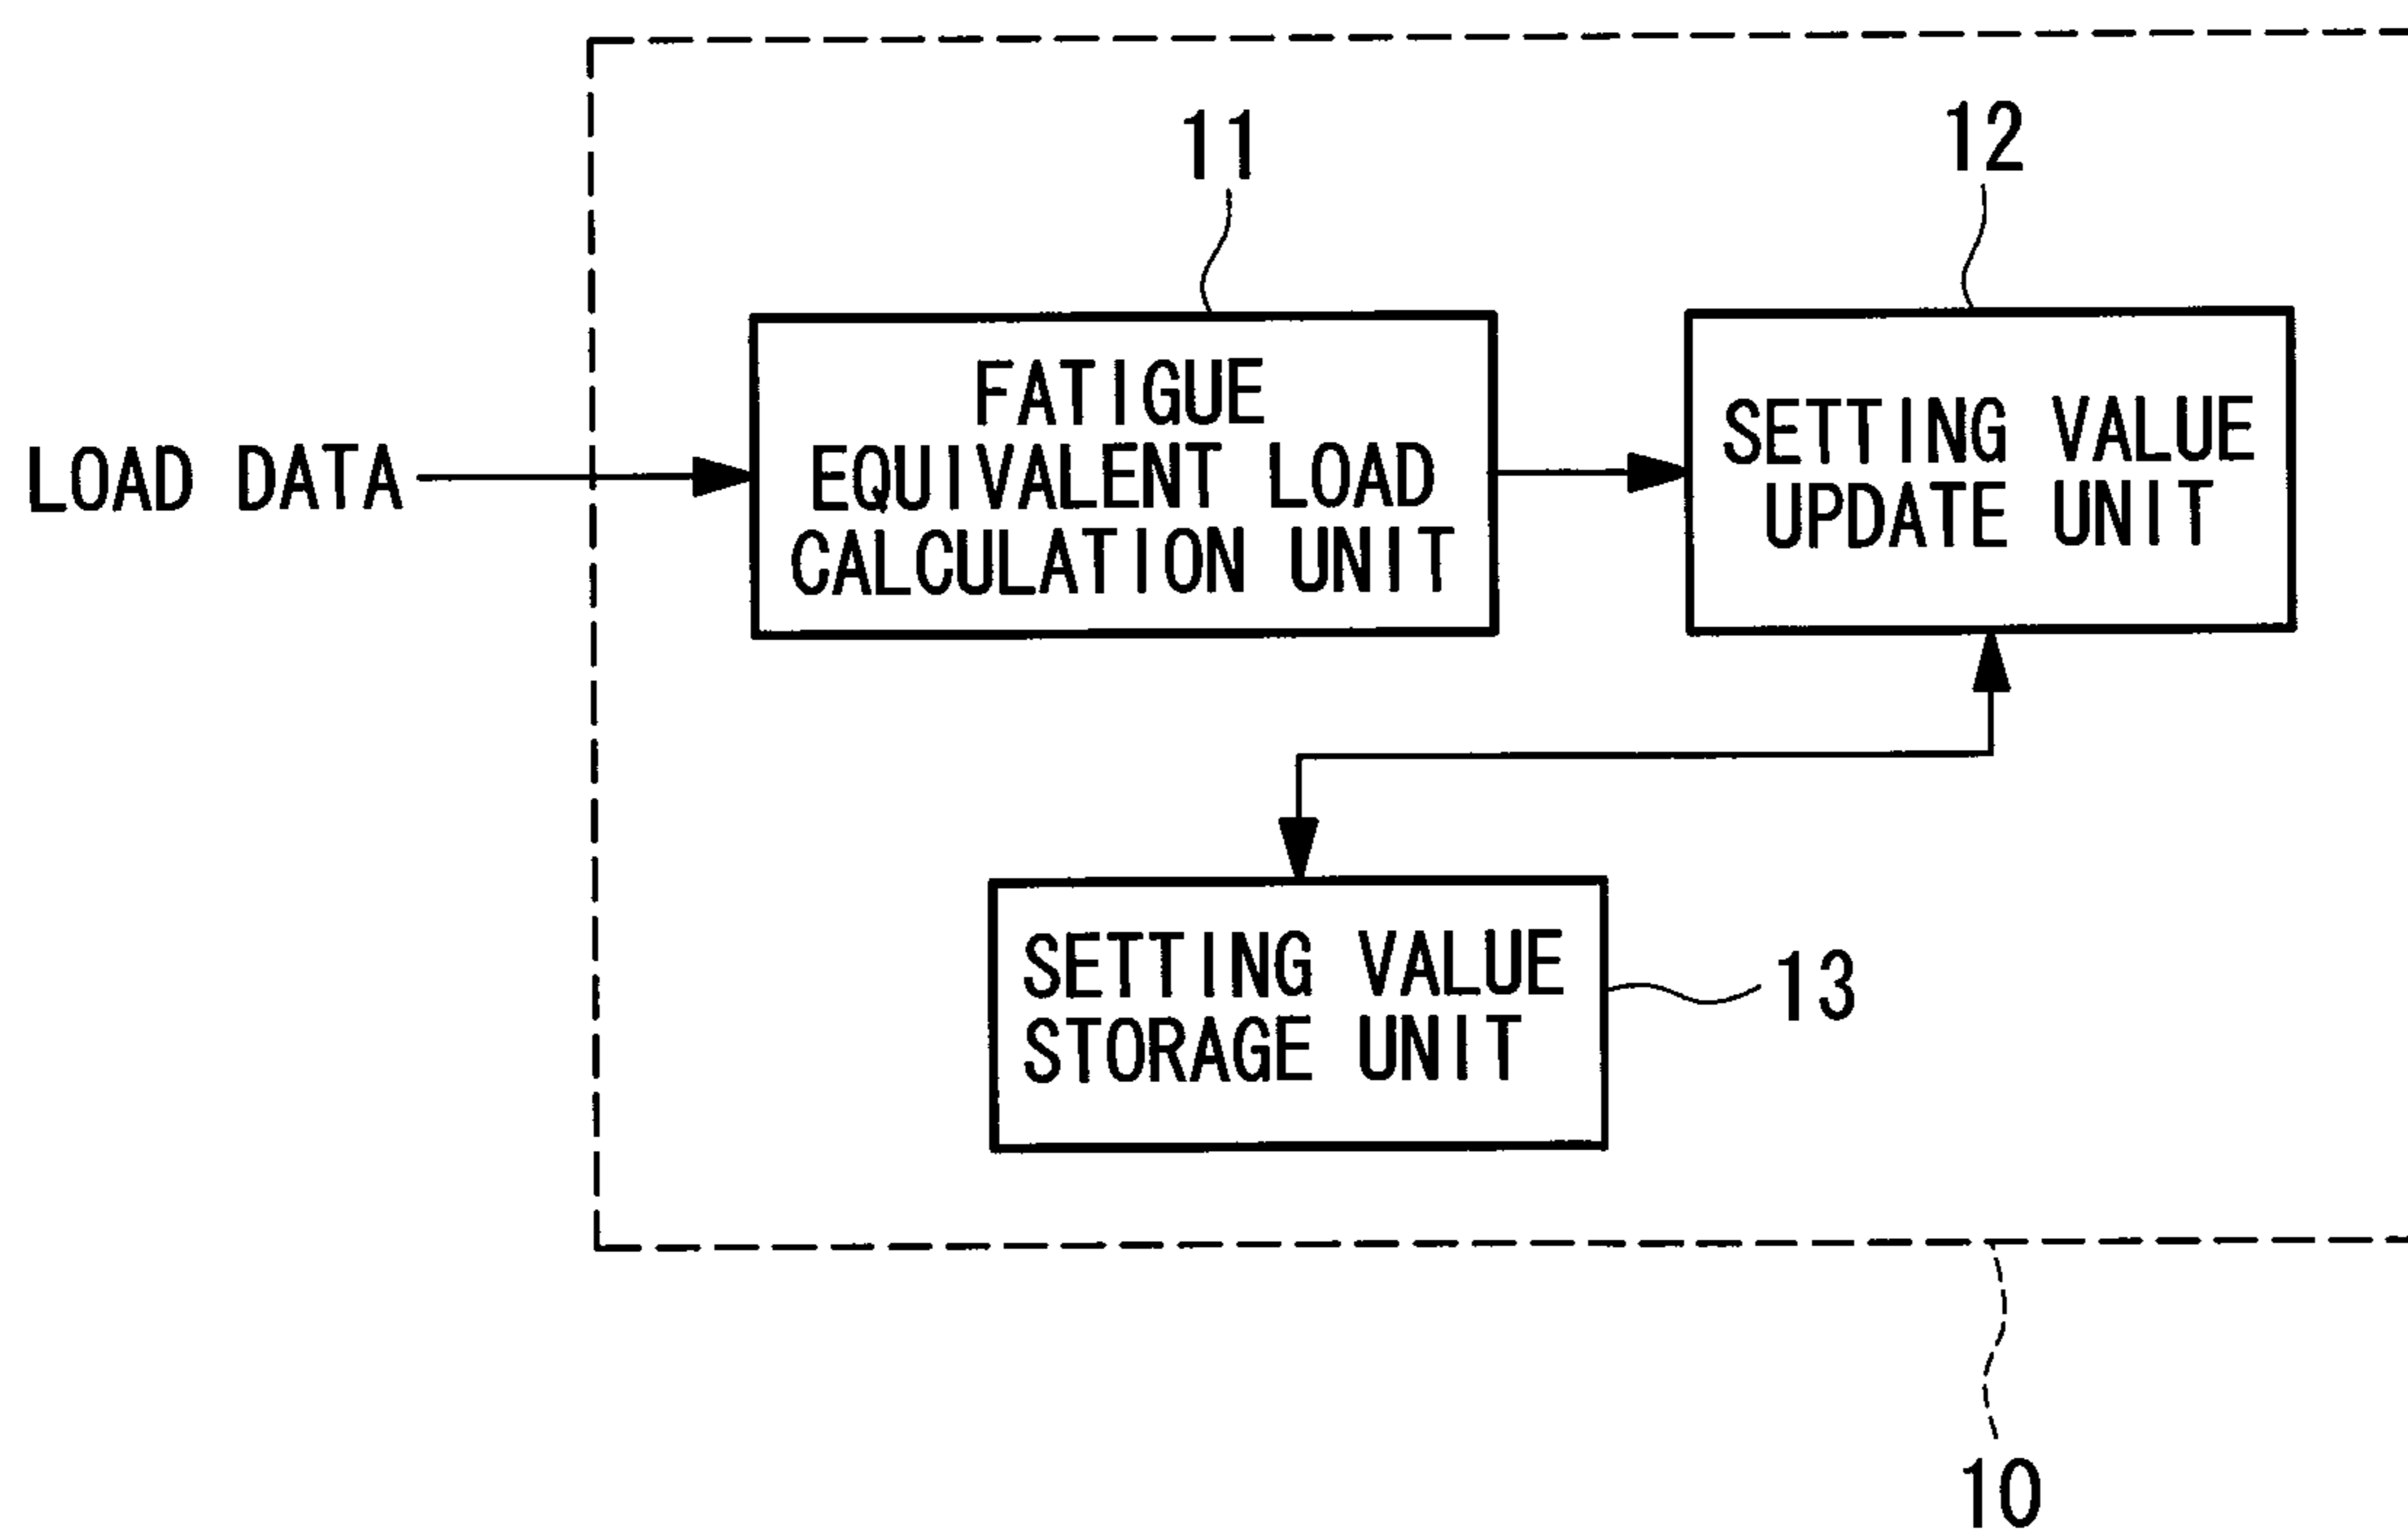 11
12
LOAD DATA
FATIGUE
EQUIVALENT LOAD
CALCULATION UNIT
SETTING VALUE
UPDATE UNIT
SETTING VALUE
STORAGE UNIT
13
10